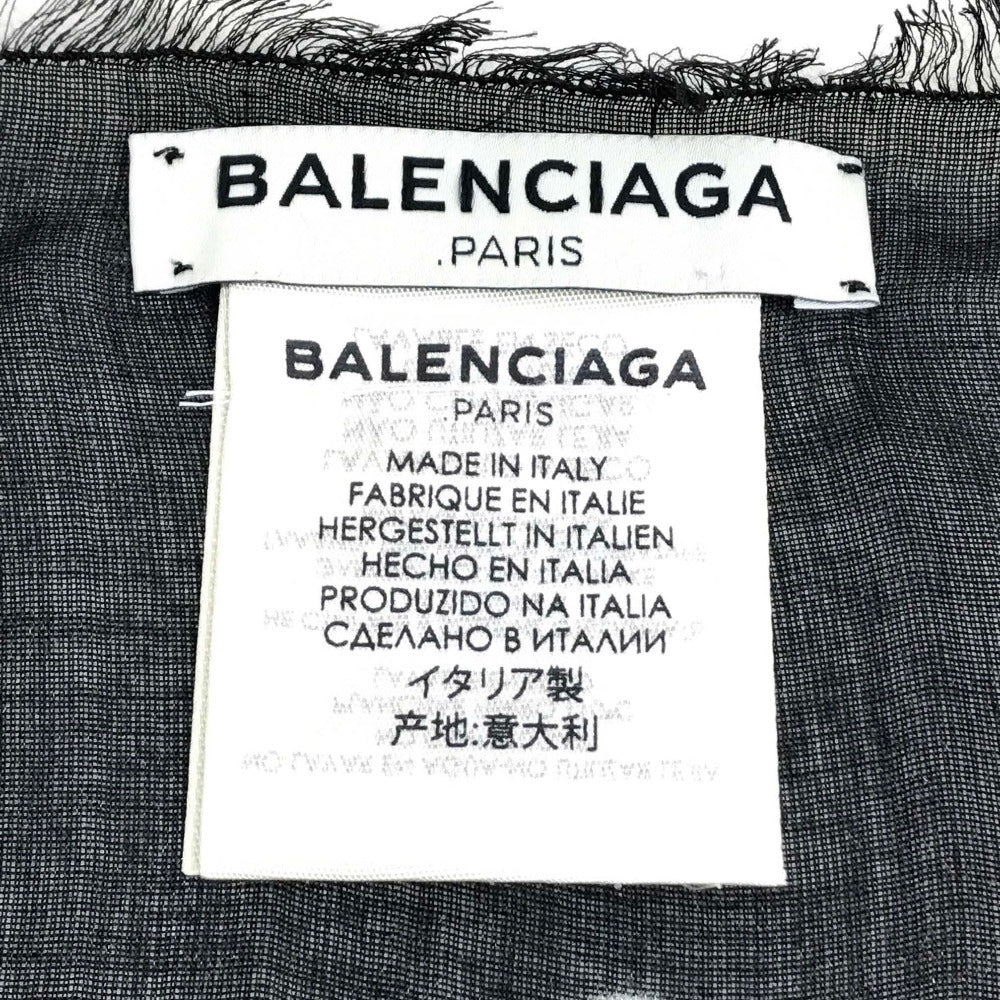 BALENCIAGA
.PARIS
BALENCIAGA
.PARIS
MADE IN ITALY
FABRIQUE EN ITALIE
HERGESTELLT IN ITALIEN
HECHO EN ITALIA
PRODUZIDO NA ITALIA
СДЕЛАНО В ИТАЛИИ
イタリア製
产地:意大利